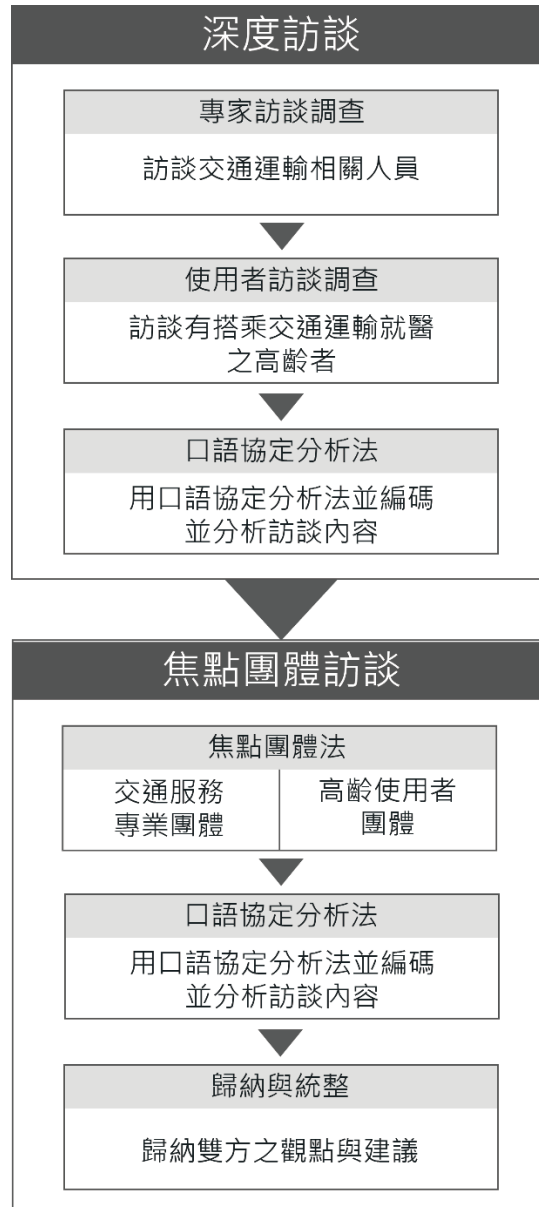 深度訪談
專家訪談調查
訪談交通運輸相關人員
使用者訪談調查
訪談有搭乘交通運輸就醫
之高齡者
口語協定分析法
用口語協定分析法並編碼
並分析訪談內容
焦點團體訪談
焦點團體法
交通服務
專業團體
高齡使用者
團體
口語協定分析法
用口語協定分析法並編碼
並分析訪談內容
歸納與統整
歸納雙方之觀點與建議